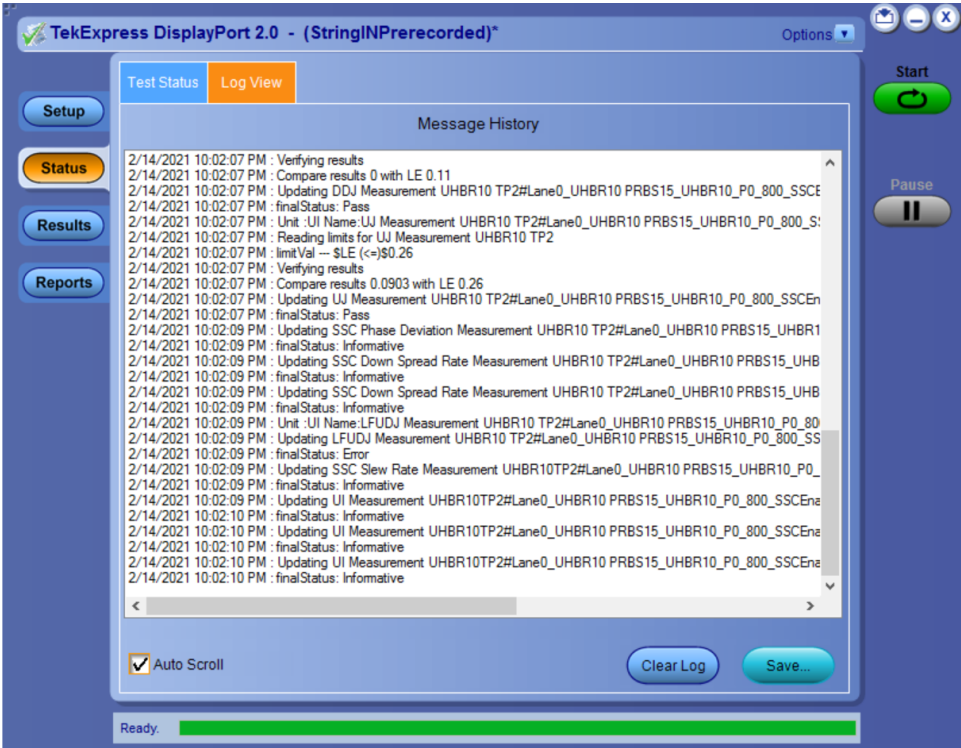 TekExpress DisplayPort 2.0 - (StringINPrerecorded)*
Options
Start
Pause
Setup
Status
Results
Reports
Test Status
Log View
Message History
2/14/2021 10:02:07 PM : Verifying results
2/14/2021 10:02:07 PM : Compare results 0 with LE 0.11
2/14/2021 10:02:07 PM : Updating DDJ Measurement UHBR10 TP2#Lane0_UHBR10 PRBS15_UHBR10_P0_800_SSCE
2/14/2021 10:02:07 PM : finalStatus: Pass
2/14/2021 10:02:07 PM : Unit :UI Name:UJ Measurement UHBR10 TP2#Lane0_UHBR10 PRBS15_UHBR10_P0_800_S
2/14/2021 10:02:07 PM : Reading limits for UJ Measurement UHBR10 TP2
2/14/2021 10:02:07 PM : limitVal --- $LE (<=)$0.26
2/14/2021 10:02:07 PM : Verifying results
2/14/2021 10:02:07 PM : Compare results 0.0903 with LE 0.26
2/14/2021 10:02:07 PM : Updating UJ Measurement UHBR10 TP2#Lane0_UHBR10 PRBS15_UHBR10_P0_800_SSCEn
2/14/2021 10:02:07 PM : finalStatus: Pass
2/14/2021 10:02:09 PM : Updating SSC Phase Deviation Measurement UHBR10 TP2#Lane0_UHBR10 PRBS15_UHBR1
2/14/2021 10:02:09 PM : finalStatus: Informative
2/14/2021 10:02:09 PM : Updating SSC Down Spread Rate Measurement UHBR10 TP2#Lane0_UHBR10 PRBS15_UHB
2/14/2021 10:02:09 PM : finalStatus: Informative
2/14/2021 10:02:09 PM : Updating SSC Down Spread Rate Measurement UHBR10 TP2#Lane0_UHBR10 PRBS15_UHB
2/14/2021 10:02:09 PM : finalStatus: Informative
2/14/2021 10:02:09 PM : Unit :UI Name:LFUDJ Measurement UHBR10 TP2#Lane0_UHBR10 PRBS15_UHBR10_P0_80
2/14/2021 10:02:09 PM : Updating LFUDJ Measurement UHBR10 TP2#Lane0_UHBR10 PRBS15_UHBR10_P0_800_SS
2/14/2021 10:02:09 PM : finalStatus: Error
2/14/2021 10:02:09 PM : Updating SSC Slew Rate Measurement UHBR10TP2#Lane0_UHBR10 PRBS15_UHBR10_P0_
2/14/2021 10:02:09 PM : finalStatus: Informative
2/14/2021 10:02:09 PM : Updating UI Measurement UHBR10TP2#Lane0_UHBR10 PRBS15_UHBR10_P0_800_SSCEna
2/14/2021 10:02:10 PM : finalStatus: Informative
2/14/2021 10:02:10 PM : Updating UI Measurement UHBR10TP2#Lane0_UHBR10 PRBS15_UHBR10_P0_800_SSCEna
2/14/2021 10:02:10 PM : finalStatus: Informative
2/14/2021 10:02:10 PM : Updating UI Measurement UHBR10TP2#Lane0_UHBR10 PRBS15_UHBR10_P0_800_SSCEna
2/14/2021 10:02:10 PM : finalStatus: Informative
Auto Scroll
Clear Log
Save...
Ready.